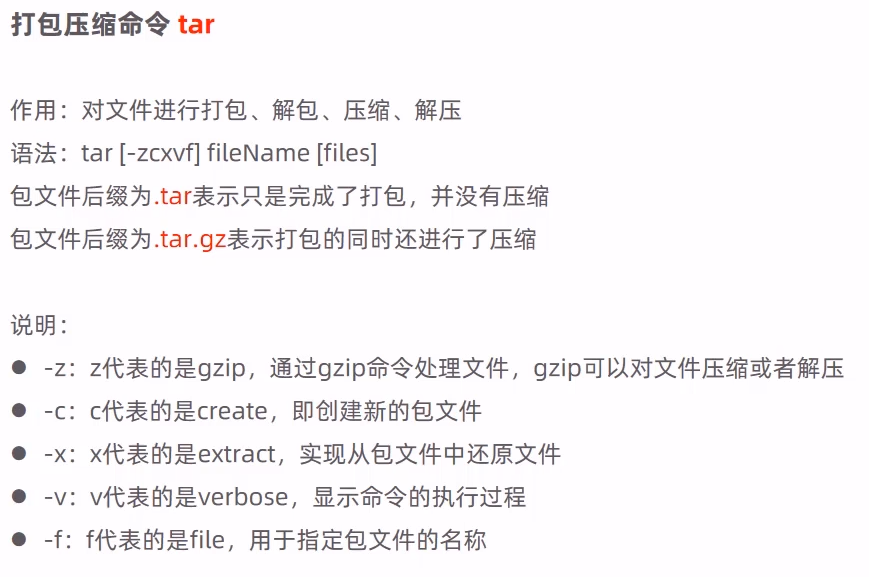 打包压缩命令 tar
作用：对文件进行打包、解包、压缩、解压
语法：tar [-zcxvf] fileName [files]
包文件后缀为.tar表示只是完成了打包，并没有压缩
包文件后缀为.tar.gz表示打包的同时还进行了压缩
说明：
● -z：z代表的是gzip，通过gzip命令处理文件，gzip可以对文件压缩或者解压
● -c：c代表的是create，即创建新的包文件
● -x：x代表的是extract，实现从包文件中还原文件
● -v：v代表的是verbose，显示命令的执行过程
● -f：f代表的是file，用于指定包文件的名称